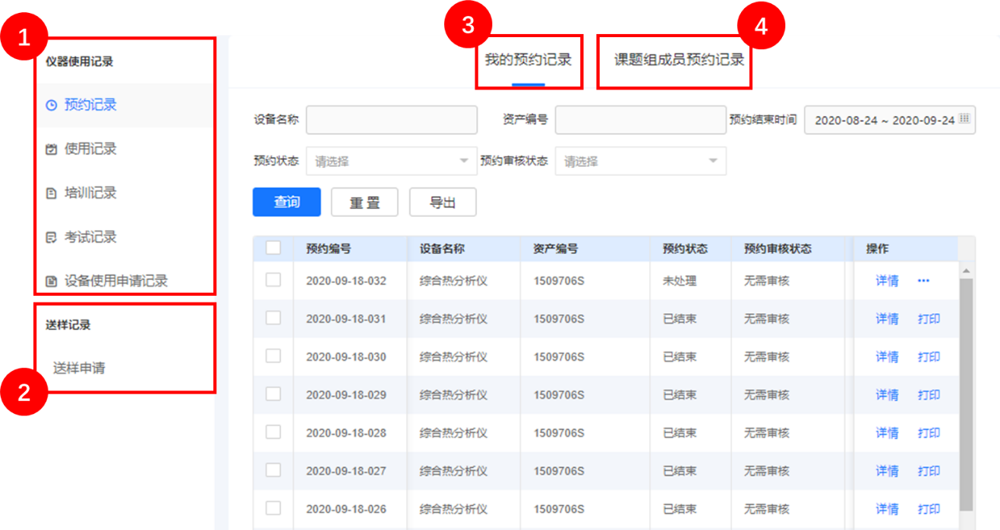 1
仪器使用记录
预约记录
使用记录
培训记录
考试记录
设备使用申请记录
2
送样记录
送样申请
3
我的预约记录
4
课题组成员预约记录
设备名称
资产编号
预约结束时间 2020-08-24 ~ 2020-09-24
预约状态 请选择
预约审核状态 请选择
查询 重置 导出
预约编号 设备名称 资产编号 预约状态 预约审核状态 操作
2020-09-18-032 综合热分析仪 1509706S 未处理 无需审核 详情 •••
2020-09-18-031 综合热分析仪 1509706S 已结束 无需审核 详情 打印
2020-09-18-030 综合热分析仪 1509706S 已结束 无需审核 详情 打印
2020-09-18-029 综合热分析仪 1509706S 已结束 无需审核 详情 打印
2020-09-18-028 综合热分析仪 1509706S 已结束 无需审核 详情 打印
2020-09-18-027 综合热分析仪 1509706S 已结束 无需审核 详情 打印
2020-09-18-026 综合热分析仪 1509706S 已结束 无需审核 详情 打印